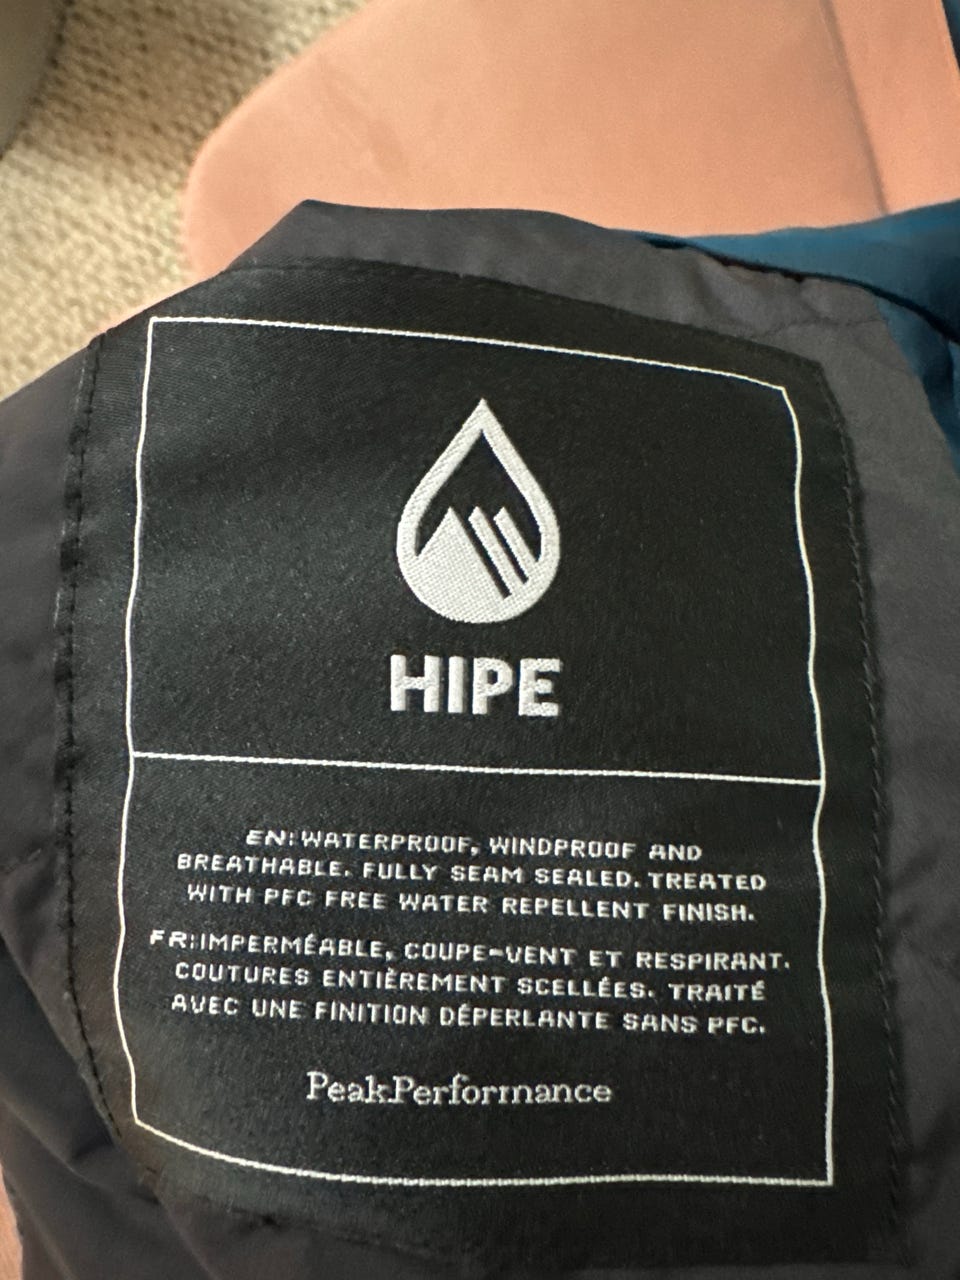 HIPE
EN:WATERPROOF, WINDPROOF AND
BREATHABLE. FULLY SEAM SEALED. TREATED
WITH PFC FREE WATER REPELLENT FINISH.
FR:IMPERMÉABLE, COUPE-VENT ET RESPIRANT.
COUTURES ENTIÈREMENT SCELLÉES. TRAITÉ
AVEC UNE FINITION DÉPERLANTE SANS PFC.
PeakPerformance